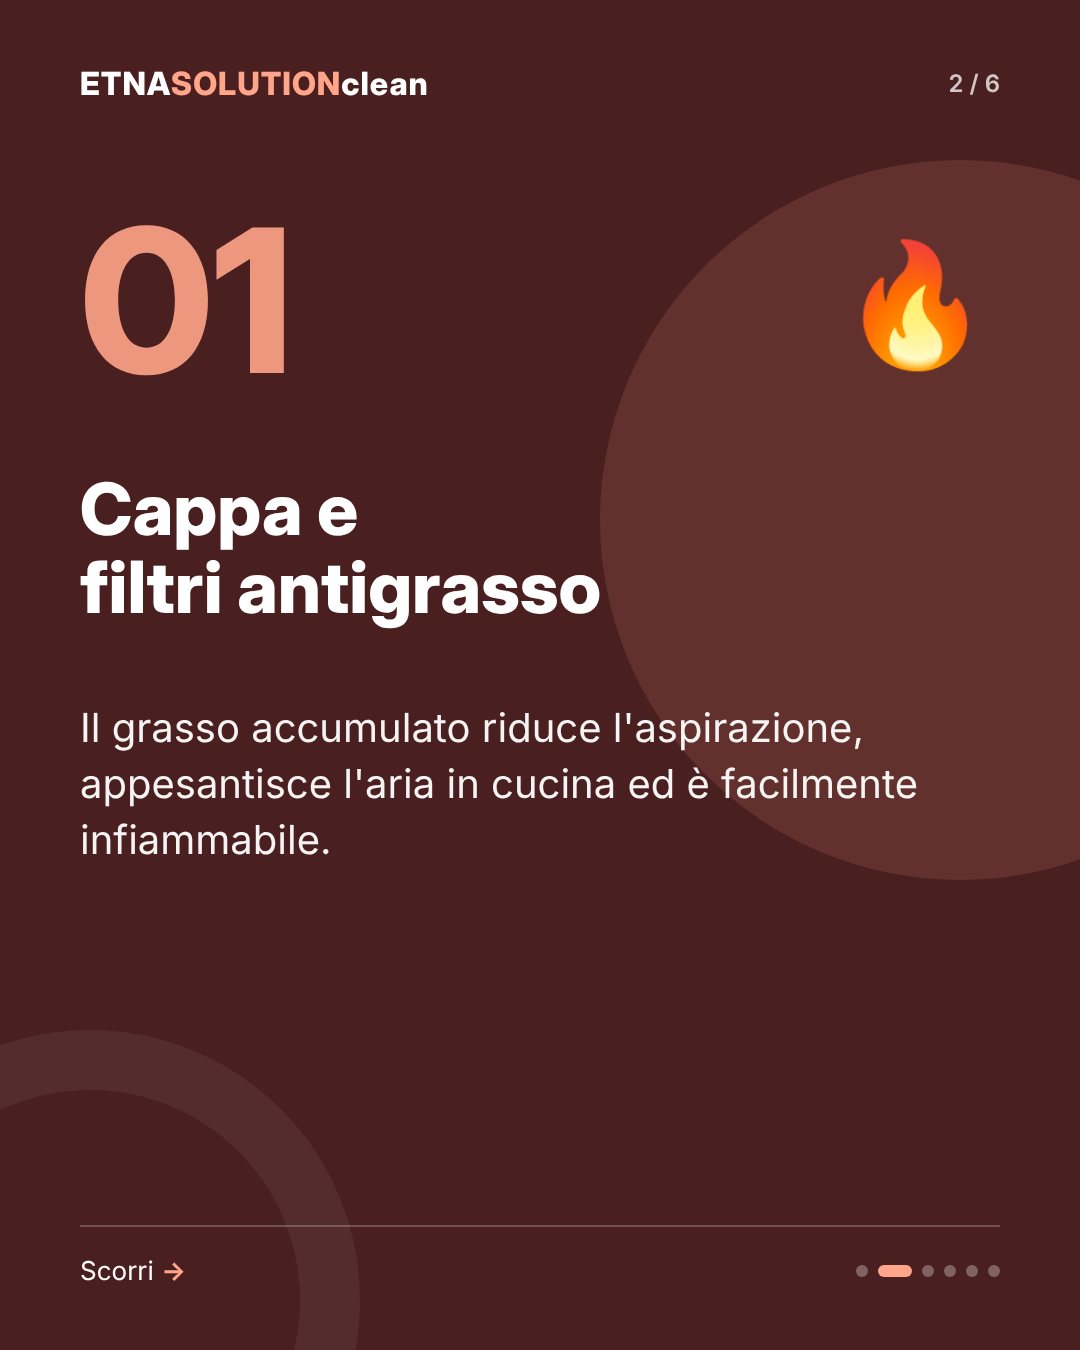 ETNASOLUTIONclean
2 / 6
01
Cappa e
filtri antigrasso
Il grasso accumulato riduce l'aspirazione,
appesantisce l'aria in cucina ed è facilmente
infiammabile.
Scorri →